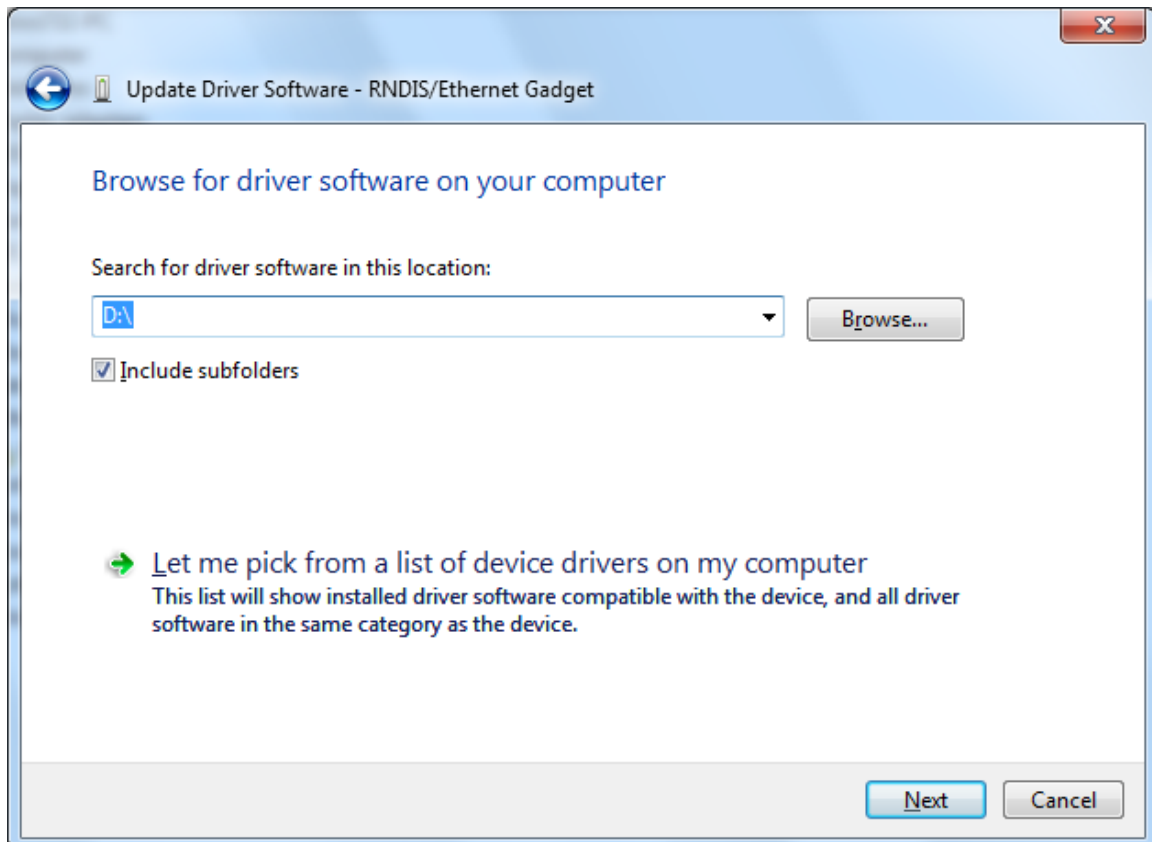 Update Driver Software - RNDIS/Ethernet Gadget
Browse for driver software on your computer
Search for driver software in this location:
D:\
Browse...
Include subfolders
Let me pick from a list of device drivers on my computer
This list will show installed driver software compatible with the device, and all driver
software in the same category as the device.
Next
Cancel